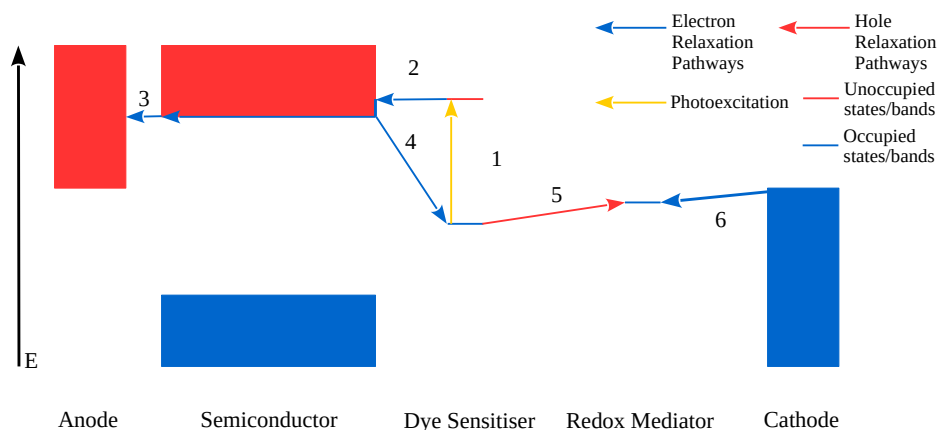 Electron
Relaxation
Pathways
Hole
Relaxation
Pathways
Photoexcitation
Unoccupied
states/bands
Occupied
states/bands
2
3
4
1
5
6
E
Anode
Semiconductor
Dye Sensitiser
Redox Mediator
Cathode